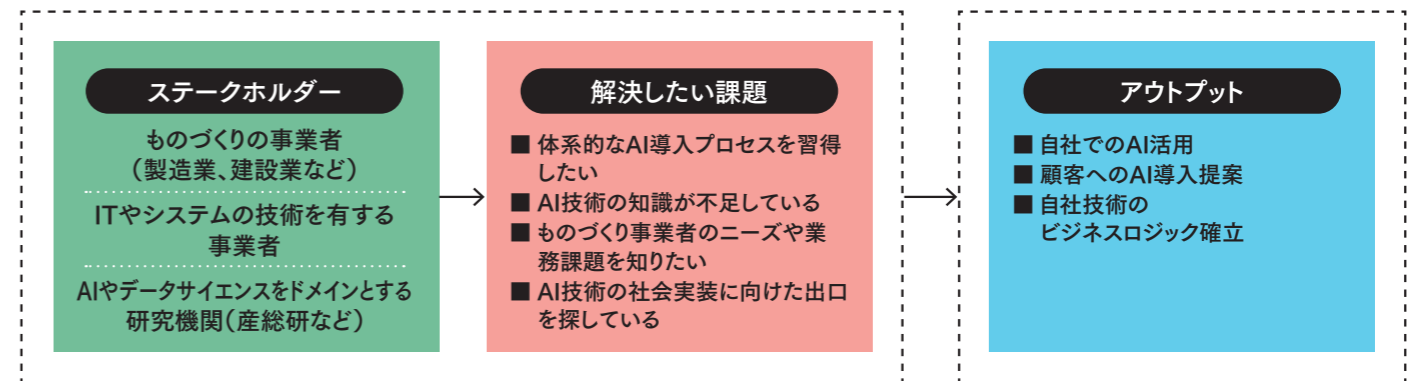 ステークホルダー
ものづくりの事業者
（製造業、建設業など）
ITやシステムの技術を有する
事業者
AIやデータサイエンスをドメインとする
研究機関（産総研など）
解決したい課題
■ 体系的なAI導入プロセスを習得
したい
■ AI技術の知識が不足している
■ ものづくり事業者のニーズや業
務課題を知りたい
■ AI技術の社会実装に向けた出口
を探している
アウトプット
■ 自社でのAI活用
■ 顧客へのAI導入提案
■ 自社技術の
ビジネスロジック確立